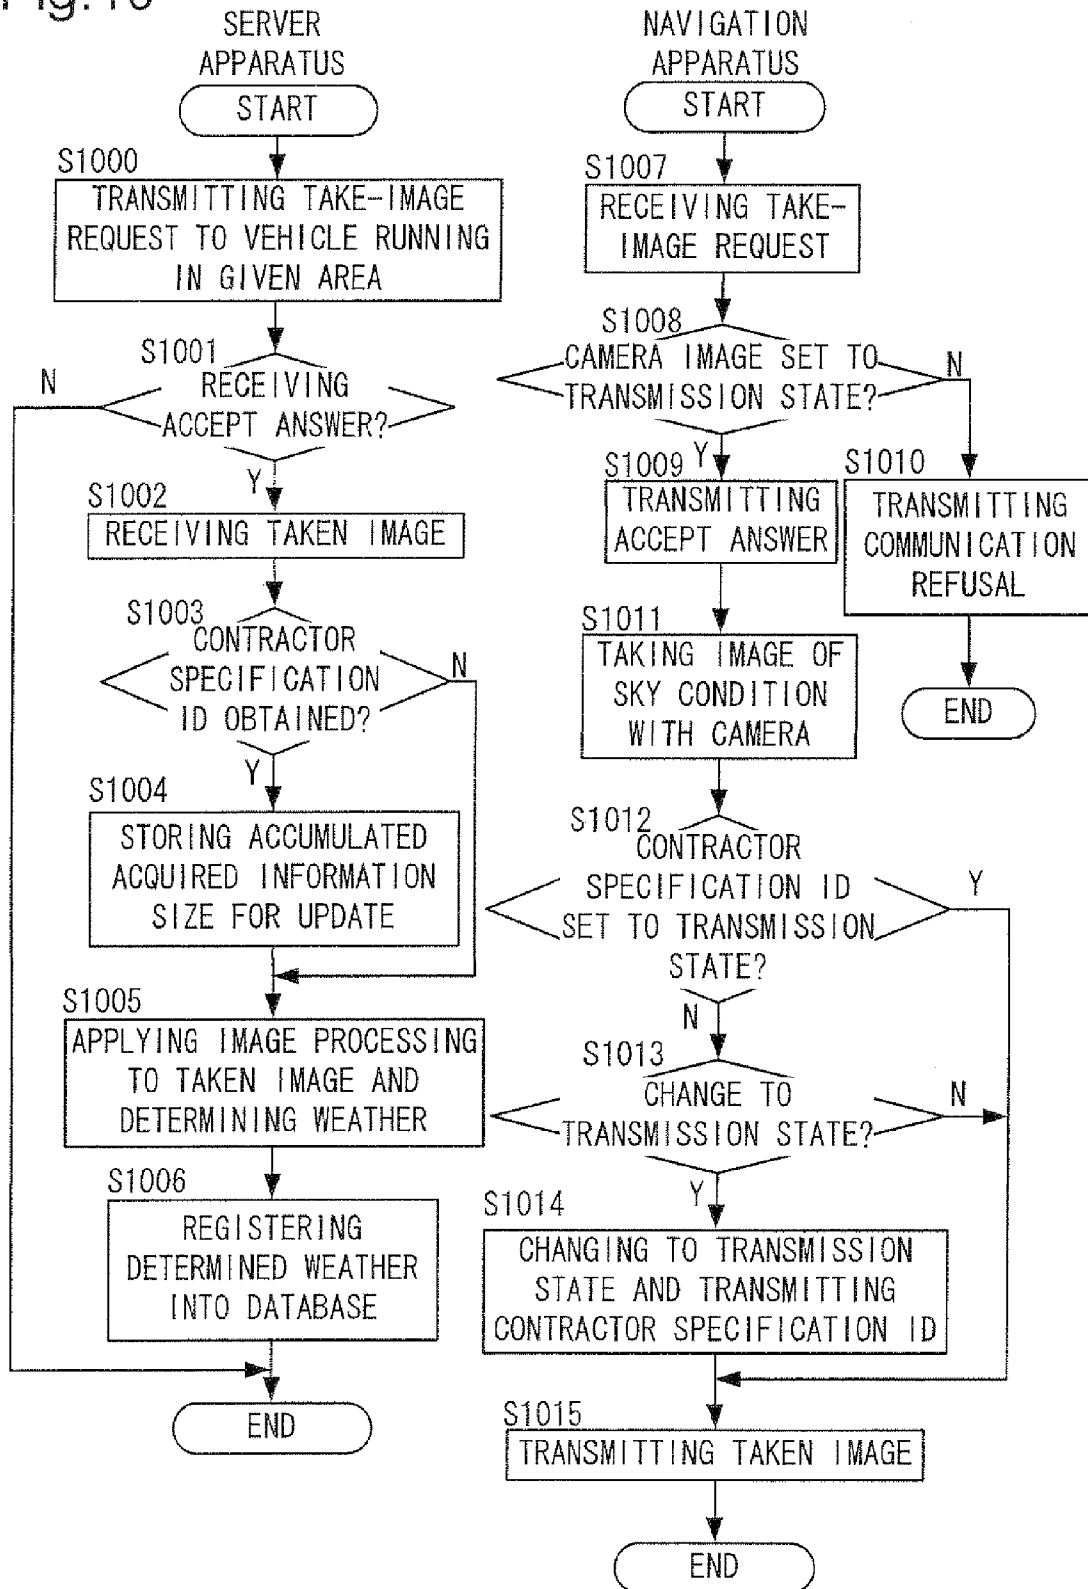 SERVER
APPARATUS
START
S1000
TRANSMITTING TAKE-IMAGE
REQUEST TO VEHICLE RUNNING
IN GIVEN AREA
S1001
N
RECEIVING
ACCEPT ANSWER?
Y
S1002
RECEIVING TAKEN IMAGE
S1003
CONTRACTOR
SPECIFICATION
ID OBTAINED?
N
Y
S1004
STORING ACCUMULATED
ACQUIRED INFORMATION
SIZE FOR UPDATE
S1005
APPLYING IMAGE PROCESSING
TO TAKEN IMAGE AND
DETERMINING WEATHER
S1006
REGISTERING
DETERMINED WEATHER
INTO DATABASE
END
NAVIGATION
APPARATUS
START
S1007
RECEIVING TAKE-
IMAGE REQUEST
S1008
CAMERA IMAGE SET TO
TRANSMISSION STATE?
N
Y
S1009
TRANSMITTING
ACCEPT ANSWER
S1010
TRANSMITTING
COMMUNICATION
REFUSAL
END
S1011
TAKING IMAGE OF
SKY CONDITION
WITH CAMERA
S1012
CONTRACTOR
SPECIFICATION ID
SET TO TRANSMISSION
STATE?
Y
N
S1013
CHANGE TO
TRANSMISSION STATE?
N
Y
S1014
CHANGING TO TRANSMISSION
STATE AND TRANSMITTING
CONTRACTOR SPECIFICATION ID
S1015
TRANSMITTING TAKEN IMAGE
END